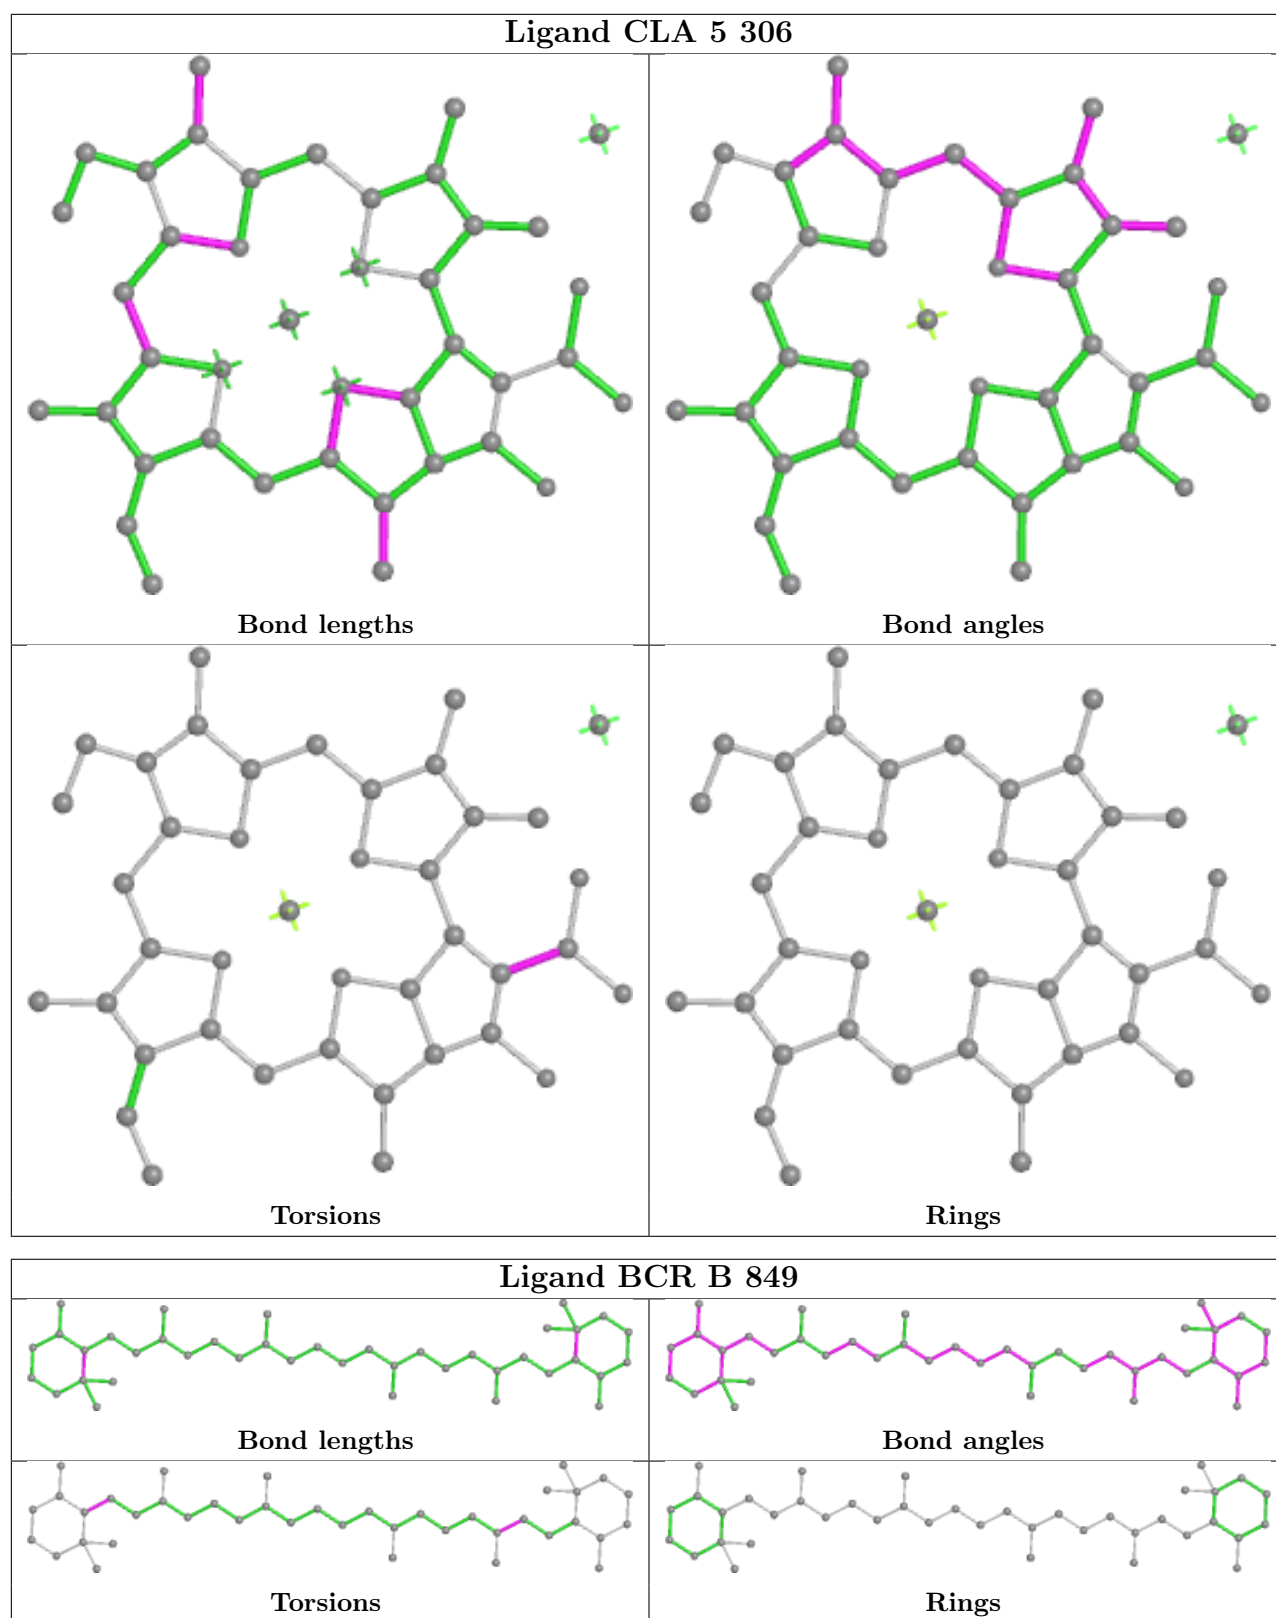 Ligand CLA 5 306
Bond lengths
Bond angles
Torsions
Rings
Ligand BCR B 849
Bond lengths
Bond angles
Torsions
Rings